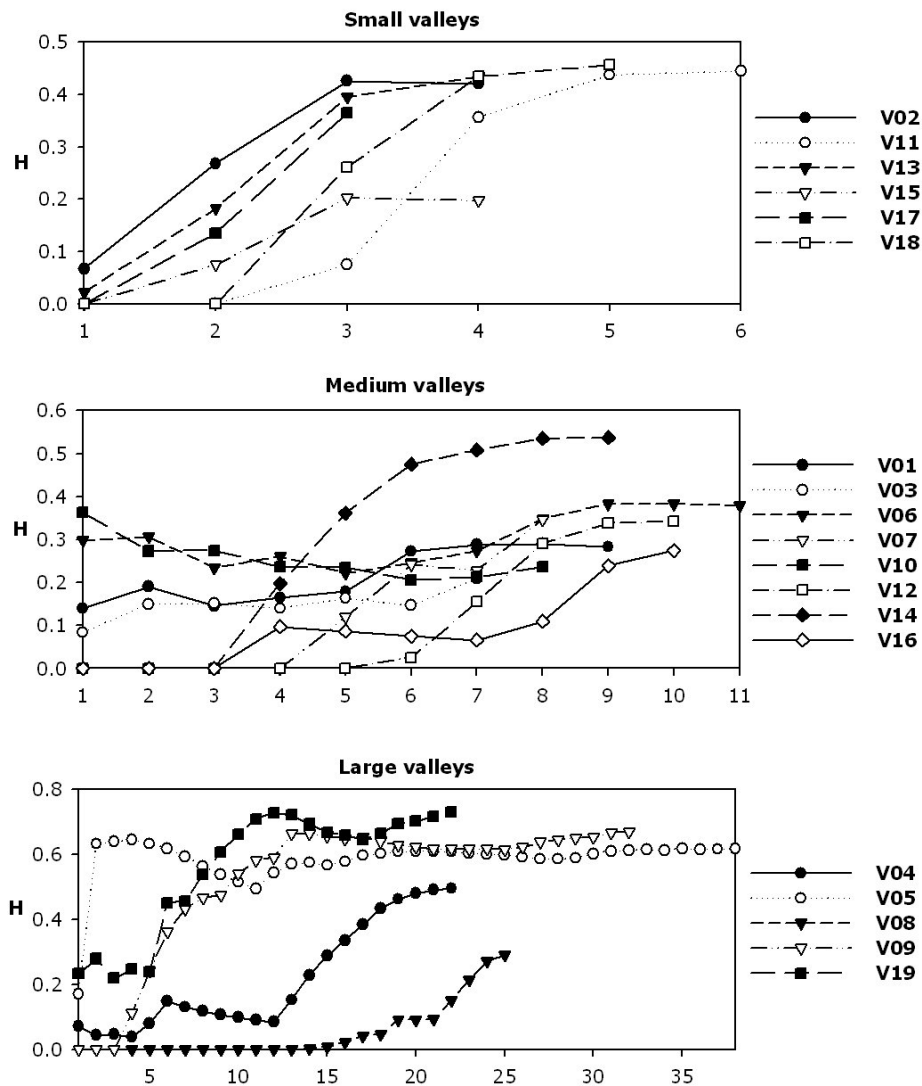 Small valleys
0.5
0.4
0.3
0.2
0.1
0.0
H
1 2 3 4 5 6
V02
V11
V13
V15
V17
V18
Medium valleys
0.6
0.5
0.4
0.3
0.2
0.1
0.0
H
1 2 3 4 5 6 7 8 9 10 11
V01
V03
V06
V07
V10
V12
V14
V16
Large valleys
0.8
0.6
0.4
0.2
0.0
H
5 10 15 20 25 30 35
V04
V05
V08
V09
V19